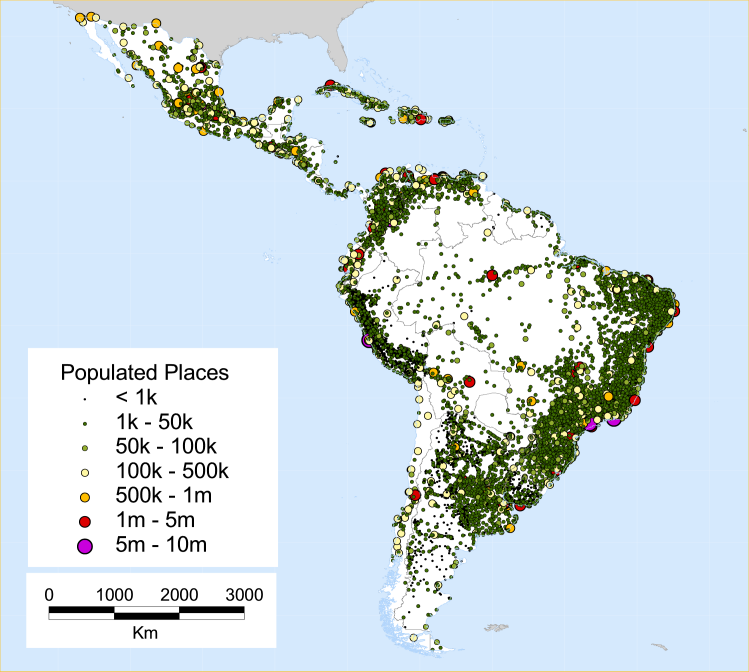 Populated Places
< 1k
1k - 50k
50k - 100k
100k - 500k
500k - 1m
1m - 5m
5m - 10m
0 1000 2000 3000
Km